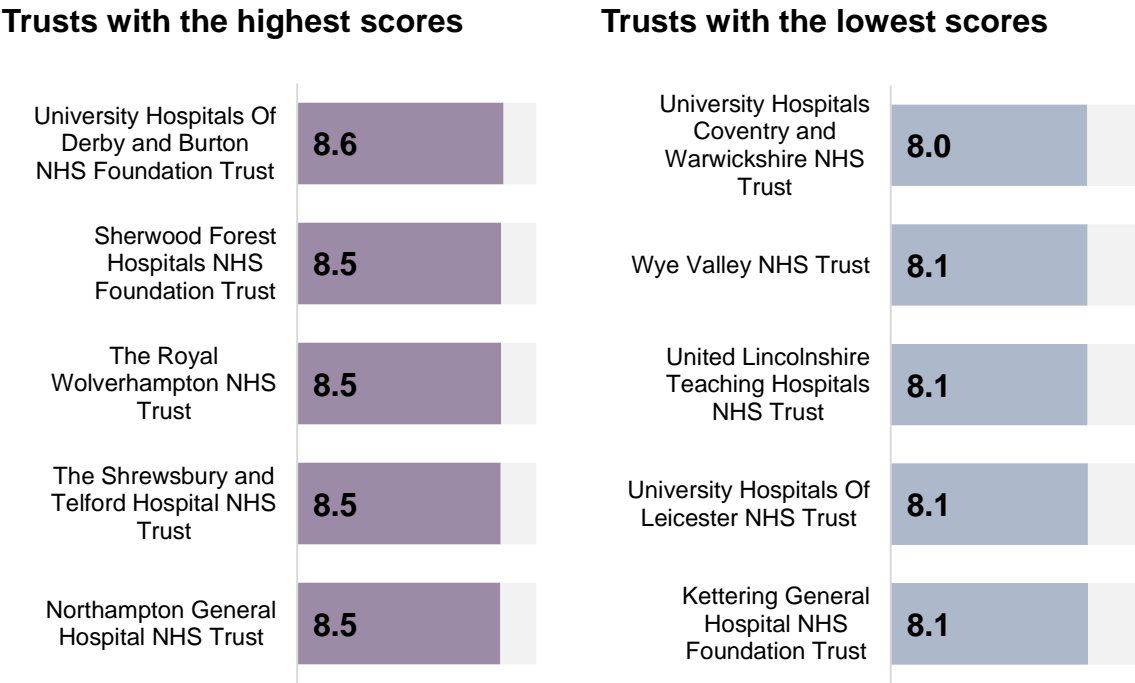 Trusts with the highest scores
University Hospitals Of
Derby and Burton
NHS Foundation Trust
8.6
Sherwood Forest
Hospitals NHS
Foundation Trust
8.5
The Royal
Wolverhampton NHS
Trust
8.5
The Shrewsbury and
Telford Hospital NHS
Trust
8.5
Northampton General
Hospital NHS Trust
8.5
Trusts with the lowest scores
University Hospitals
Coventry and
Warwickshire NHS
Trust
8.0
Wye Valley NHS Trust
8.1
United Lincolnshire
Teaching Hospitals
NHS Trust
8.1
University Hospitals Of
Leicester NHS Trust
8.1
Kettering General
Hospital NHS
Foundation Trust
8.1